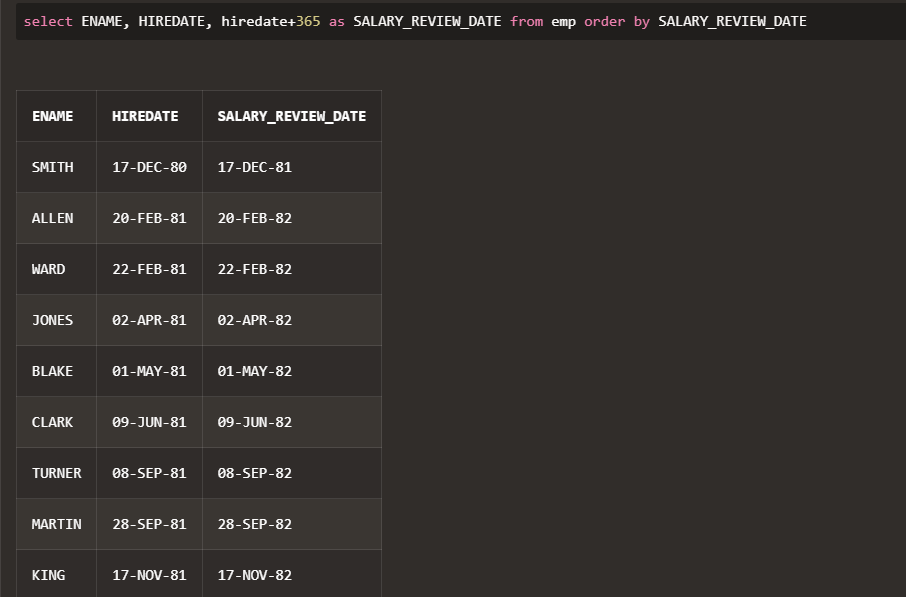 select ENAME, HIREDATE, hiredate+365 as SALARY_REVIEW_DATE from emp order by SALARY_REVIEW_DATE
ENAME HIREDATE SALARY_REVIEW_DATE
SMITH 17-DEC-80 17-DEC-81
ALLEN 20-FEB-81 20-FEB-82
WARD 22-FEB-81 22-FEB-82
JONES 02-APR-81 02-APR-82
BLAKE 01-MAY-81 01-MAY-82
CLARK 09-JUN-81 09-JUN-82
TURNER 08-SEP-81 08-SEP-82
MARTIN 28-SEP-81 28-SEP-82
KING 17-NOV-81 17-NOV-82